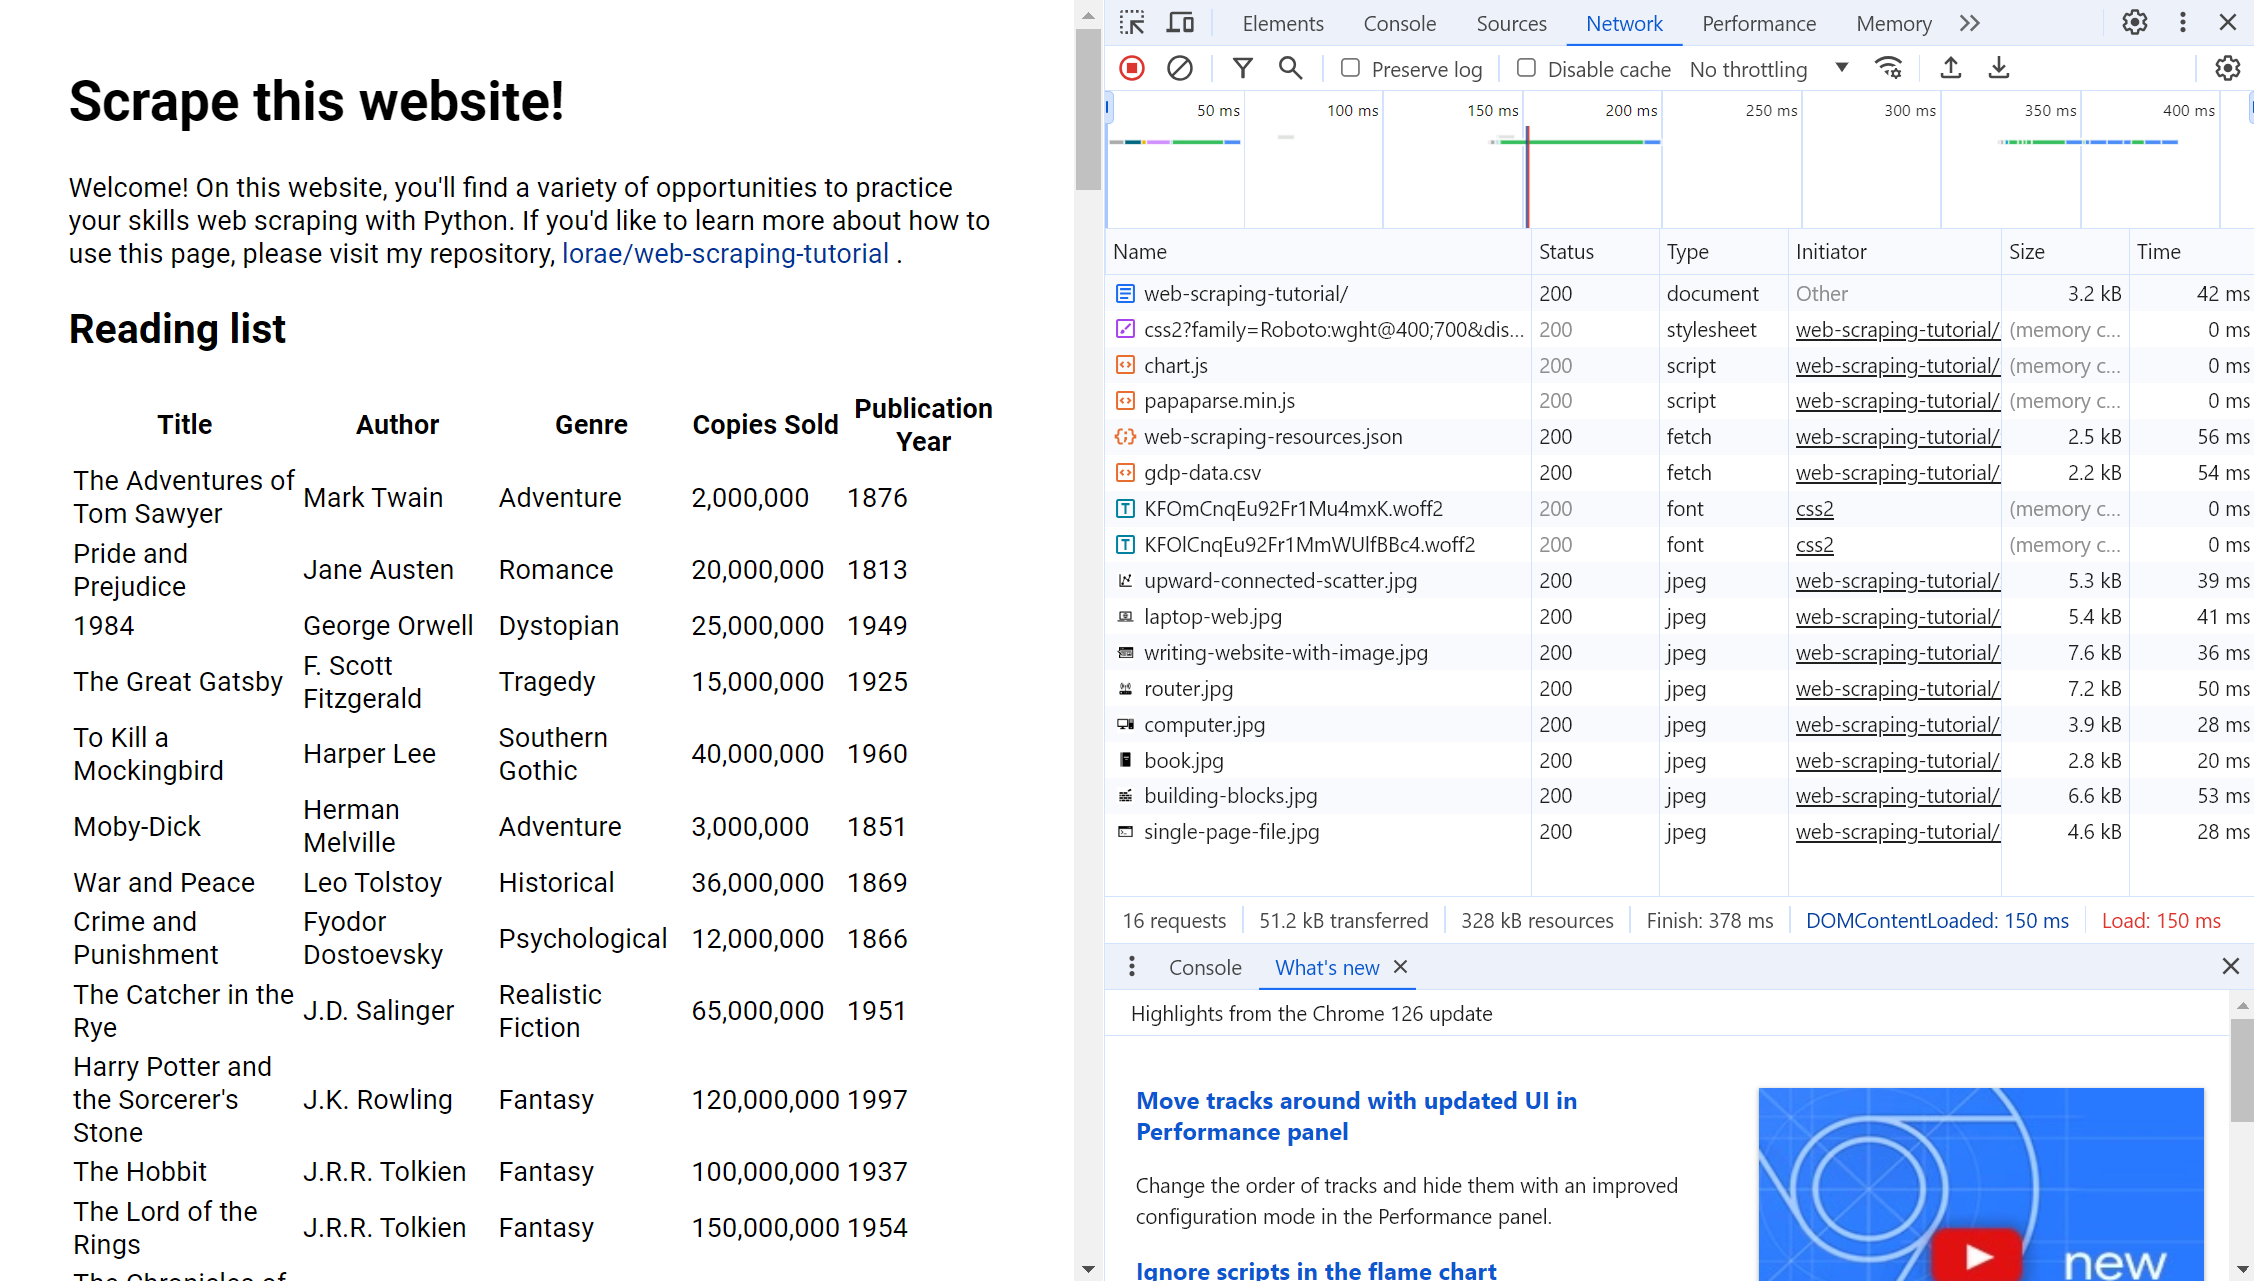 Scrape this website!
Welcome! On this website, you'll find a variety of opportunities to practice
your skills web scraping with Python. If you'd like to learn more about how to
use this page, please visit my repository, lorae/web-scraping-tutorial .
Reading list
Title Author Genre Copies Sold Publication Year
The Adventures of Tom Sawyer Mark Twain Adventure 2,000,000 1876
Pride and Prejudice Jane Austen Romance 20,000,000 1813
1984 George Orwell Dystopian 25,000,000 1949
The Great Gatsby F. Scott Fitzgerald Tragedy 15,000,000 1925
To Kill a Mockingbird Harper Lee Southern Gothic 40,000,000 1960
Moby-Dick Herman Melville Adventure 3,000,000 1851
War and Peace Leo Tolstoy Historical 36,000,000 1869
Crime and Punishment Fyodor Dostoevsky Psychological 12,000,000 1866
The Catcher in the Rye J.D. Salinger Realistic Fiction 65,000,000 1951
Harry Potter and the Sorcerer's Stone J.K. Rowling Fantasy 120,000,000 1997
The Hobbit J.R.R. Tolkien Fantasy 100,000,000 1937
The Lord of the Rings J.R.R. Tolkien Fantasy 150,000,000 1954
The Chronicles of
Elements Console Sources Network Performance Memory
Preserve log Disable cache No throttling
50 ms 100 ms 150 ms 200 ms 250 ms 300 ms 350 ms 400 ms
Name Status Type Initiator Size Time
web-scraping-tutorial/ 200 document Other 3.2 kB 42 ms
css2?family=Roboto:wght@400;700&dis... 200 stylesheet web-scraping-tutorial/ (memory c... 0 ms
chart.js 200 script web-scraping-tutorial/ (memory c... 0 ms
papaparse.min.js 200 script web-scraping-tutorial/ (memory c... 0 ms
web-scraping-resources.json 200 fetch web-scraping-tutorial/ 2.5 kB 56 ms
gdp-data.csv 200 fetch web-scraping-tutorial/ 2.2 kB 54 ms
KFOmCnqEu92Fr1Mu4mxK.woff2 200 font css2 (memory c... 0 ms
KFOlCnqEu92Fr1MmWUlfBBc4.woff2 200 font css2 (memory c... 0 ms
upward-connected-scatter.jpg 200 jpeg web-scraping-tutorial/ 5.3 kB 39 ms
laptop-web.jpg 200 jpeg web-scraping-tutorial/ 5.4 kB 41 ms
writing-website-with-image.jpg 200 jpeg web-scraping-tutorial/ 7.6 kB 36 ms
router.jpg 200 jpeg web-scraping-tutorial/ 7.2 kB 50 ms
computer.jpg 200 jpeg web-scraping-tutorial/ 3.9 kB 28 ms
book.jpg 200 jpeg web-scraping-tutorial/ 2.8 kB 20 ms
building-blocks.jpg 200 jpeg web-scraping-tutorial/ 6.6 kB 53 ms
single-page-file.jpg 200 jpeg web-scraping-tutorial/ 4.6 kB 28 ms
16 requests 51.2 kB transferred 328 kB resources Finish: 378 ms DOMContentLoaded: 150 ms Load: 150 ms
Console What's new
Highlights from the Chrome 126 update
Move tracks around with updated UI in
Performance panel
Change the order of tracks and hide them with an improved
configuration mode in the Performance panel.
Ignore scripts in the flame chart
new